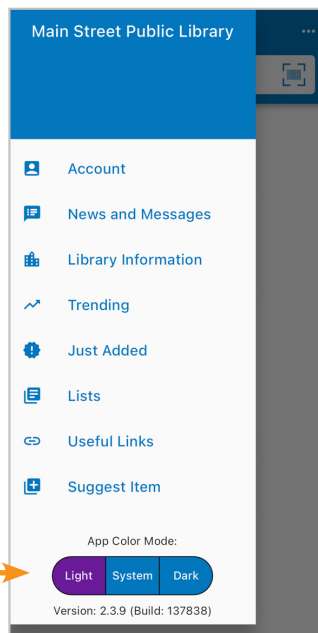 Main Street Public Library
Account
News and Messages
Library Information
Trending
Just Added
Lists
Useful Links
Suggest Item
App Color Mode:
Light System Dark
Version: 2.3.9 (Build: 137838)